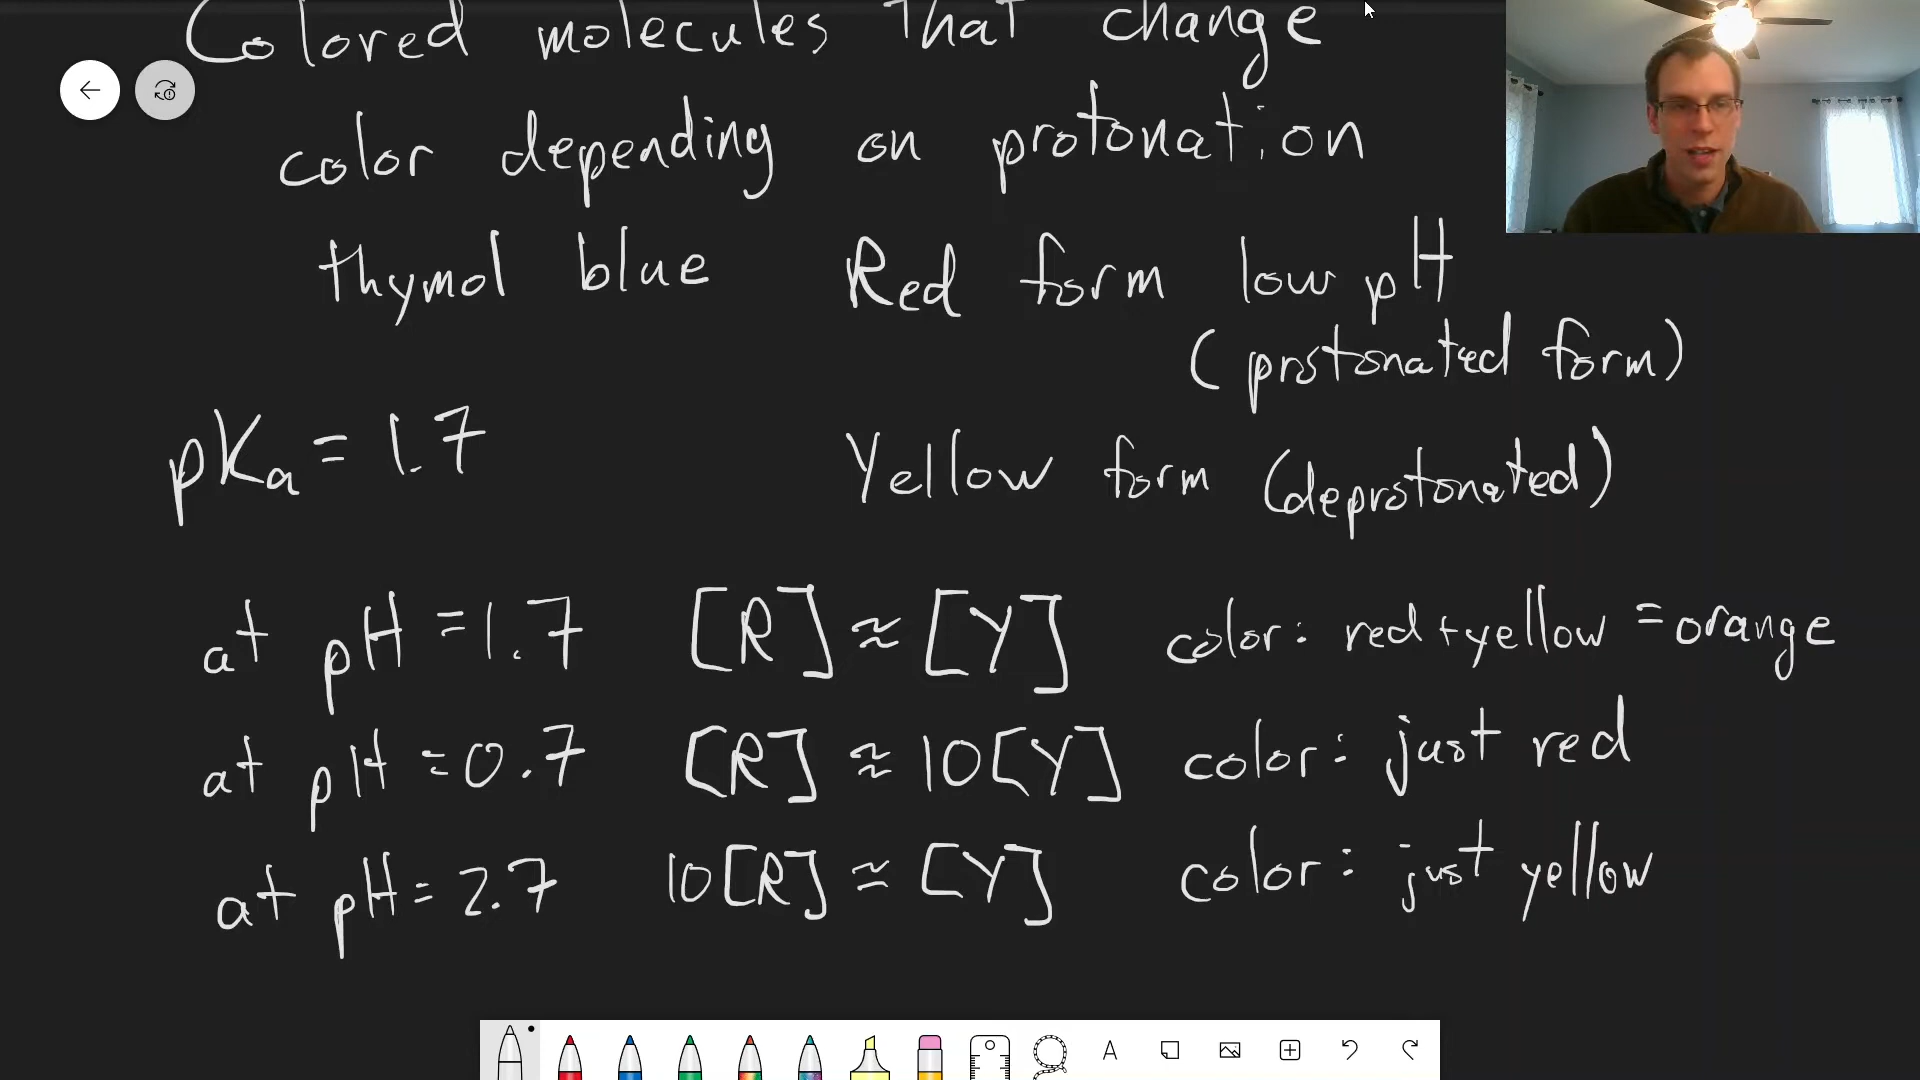 Colored molecules that change
color depending on protonation
thymol blue Red form low pH
(protonated form)
pKa = 1.7 Yellow form (deprotonated)
at pH = 1.7 [R] ≈ [Y] color: red + yellow = orange
at pH = 0.7 [R] ≈ 10[Y] color: just red
at pH = 2.7 10[R] ≈ [Y] color: just yellow
A